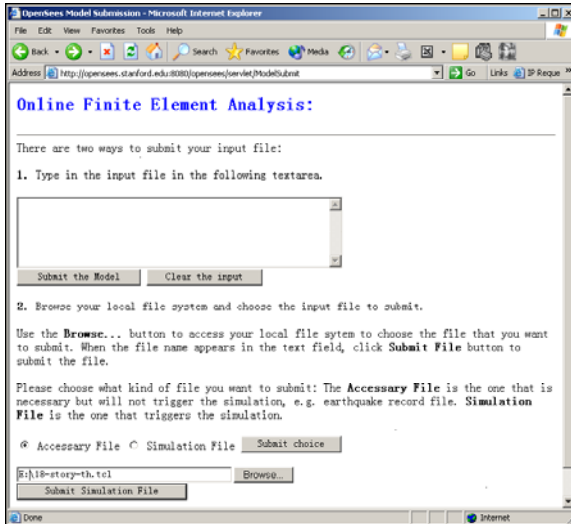 OpenSees Model Submission - Microsoft Internet Explorer
File Edit View Favorites Tools Help
Back Search Favorites Media
Address http://opensees.stanford.edu:8080/opensees/servlet/ModelSubmit Go Links IP Reque »
Online Finite Element Analysis:
There are two ways to submit your input file:
1. Type in the input file in the following textarea.
Submit the Model Clear the input
2. Browse your local file system and choose the input file to submit.
Use the Browse... button to access your local file sytem to choose the file that you want
to submit. When the file name appears in the text field, click Submit File button to
submit the file.
Please choose what kind of file you want to submit: The Accessary File is the one that is
necessary but will not trigger the simulation, e.g. earthquake record file. Simulation
File is the one that triggers the simulation.
Accessary File Simulation File Submit choice
E:\18-story-th.tcl Browse...
Submit Simulation File
Done Internet